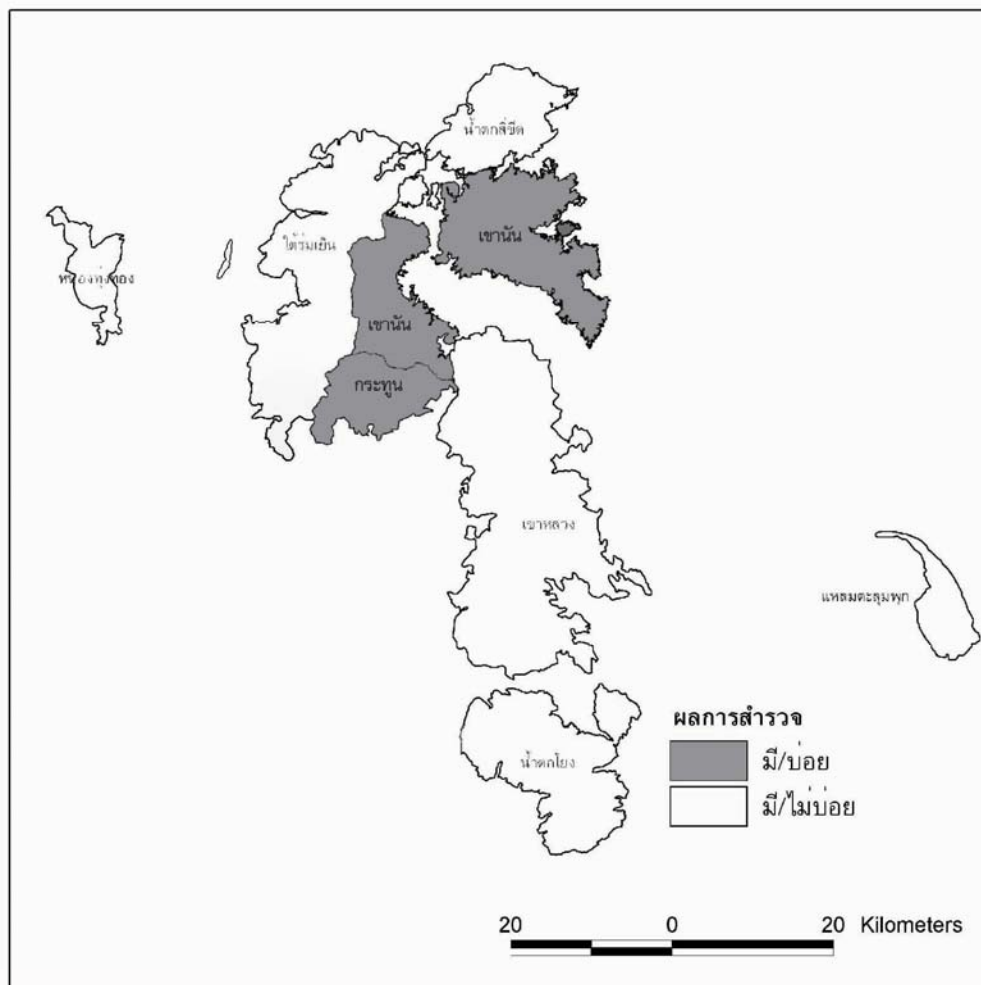 น้ำตกสี่ขีด
เขานัน
ใต้ร่มเย็น
หนองทุ่งทอง
เขานัน
กระทูน
เขาหลวง
แหลมตะลุมพุก
ผลการสำรวจ
มี/บ่อย
น้ำตกโยง
มี/ไม่บ่อย
20 0 20 Kilometers